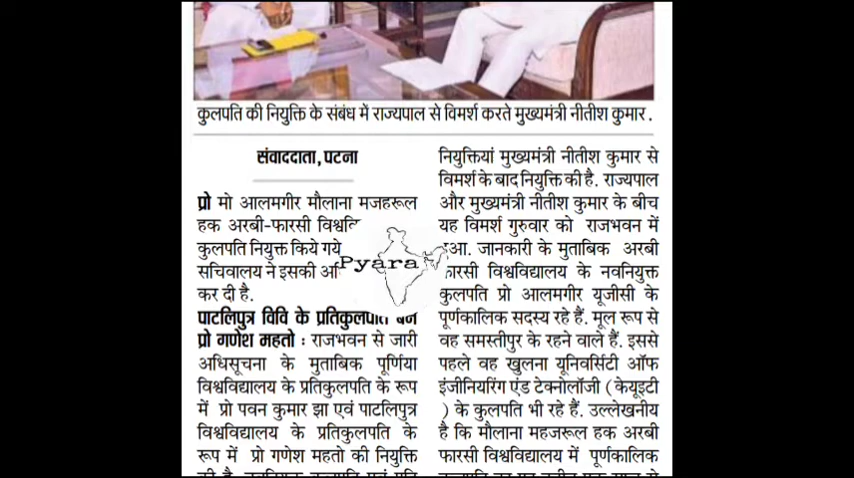 कुलपति की नियुक्ति के संबंध में राज्यपाल से विमर्श करते मुख्यमंत्री नीतीश कुमार .
संवाददाता, पटना
प्रो मो आलमगीर मौलाना मजहरूल
हक अरबी-फारसी
कुलपति नियुक्त किये गये
सचिवालय ने इसकी
कर दी है.
पाटलिपुत्र विवि के प्रतिकुलपति बने
प्रो गणेश महतो : राजभवन से जारी
अधिसूचना के मुताबिक पूर्णिया
विश्वविद्यालय के प्रतिकुलपति के रूप
में प्रो पवन कुमार झा एवं पाटलिपुत्र
विश्वविद्यालय के प्रतिकुलपति के
रूप में प्रो गणेश महतो की नियुक्ति
नियुक्तियां मुख्यमंत्री नीतीश कुमार से
विमर्श के बाद नियुक्ति की है. राज्यपाल
और मुख्यमंत्री नीतीश कुमार के बीच
यह विमर्श गुरुवार को राजभवन में
हुआ. जानकारी के मुताबिक अरबी
फारसी विश्वविद्यालय के नवनियुक्त
कुलपति प्रो आलमगीर यूजीसी के
पूर्णकालिक सदस्य रहे हैं. मूल रूप से
वह समस्तीपुर के रहने वाले हैं. इससे
पहले वह खुलना यूनिवर्सिटी ऑफ
इंजीनियरिंग एंड टेक्नोलॉजी (केयूइटी
) के कुलपति भी रहे हैं. उल्लेखनीय
है कि मौलाना महजरूल हक अरबी
फारसी विश्वविद्यालय में पूर्णकालिक
Pyara